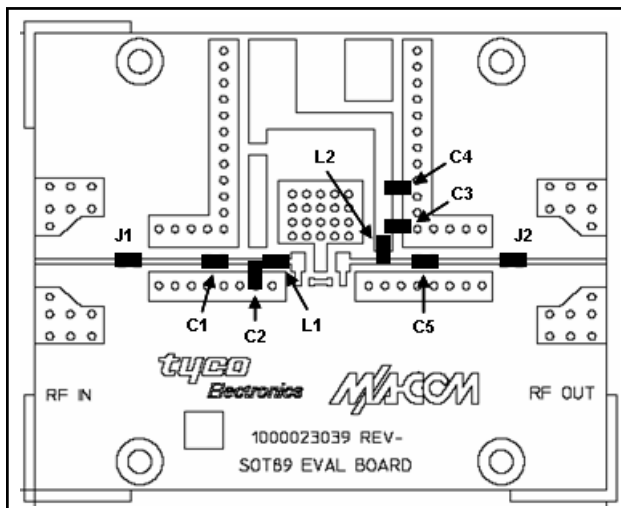 C4
L2
C3
J1
J2
C1
C2
L1
C5
tyco
Electronics
M/A-COM
RF IN
RF OUT
1000023039 REV-
SOT89 EVAL BOARD